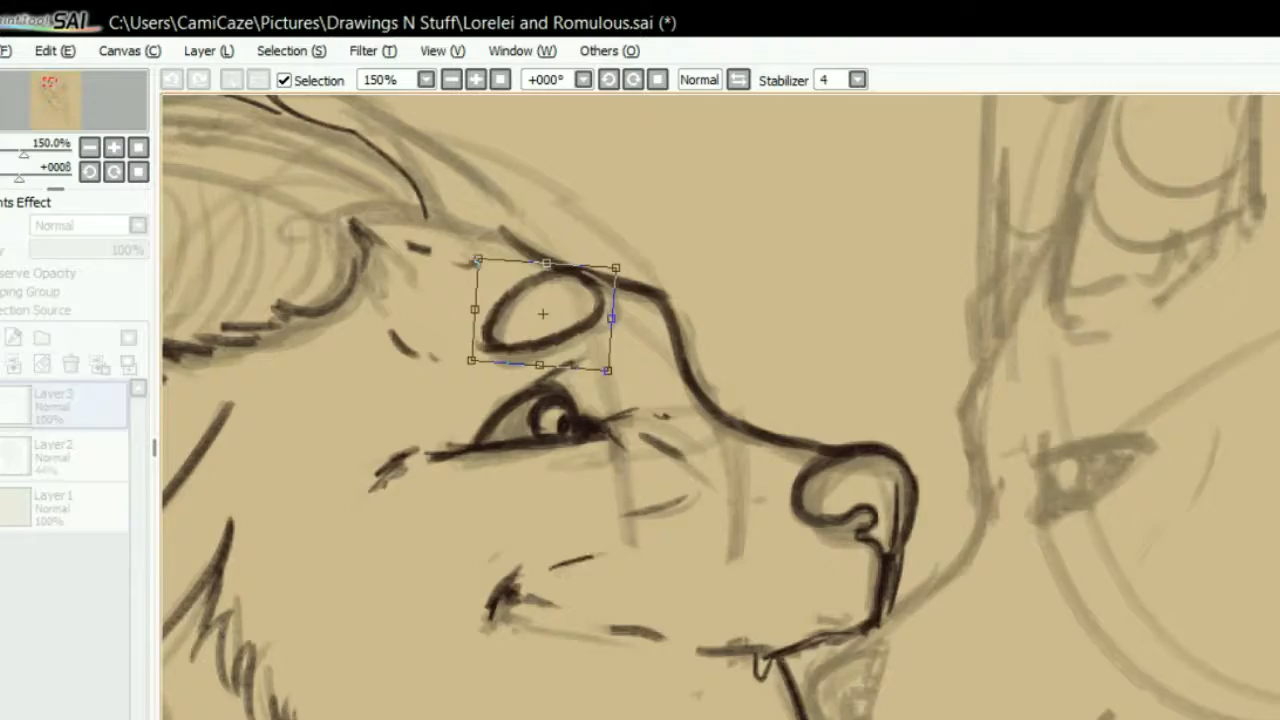 PaintTool SAI C:\Users\CamiCaze\Pictures\Drawings N Stuff\Lorelei and Romulous.sai (*)
(F) Edit (E) Canvas (C) Layer (L) Selection (S) Filter (T) View (V) Window (W) Others (O)
Selection 150% +000° Normal Stabilizer 4
150.0%
nts Effect
Normal
100%
serve Opacity
ping Group
ection Source
Layer3
Normal
100%
Layer2
Normal
44%
Layer1
Normal
100%